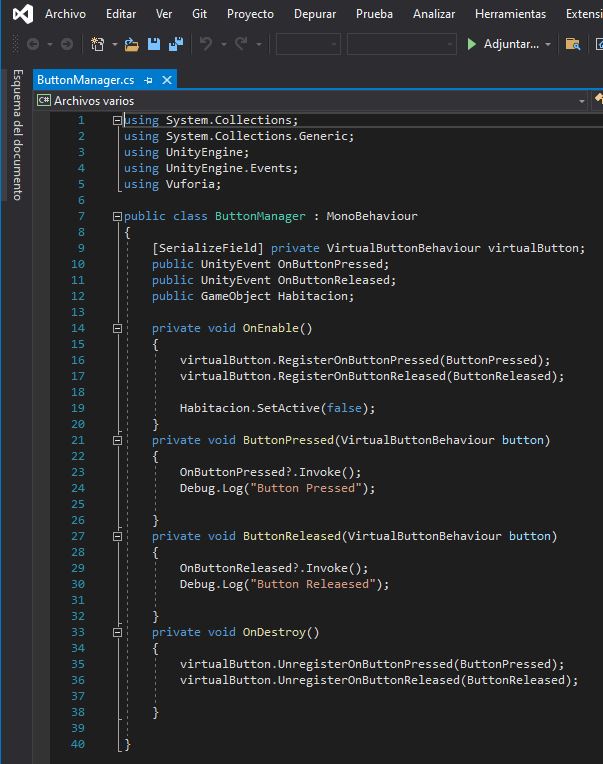 Archivo Editar Ver Git Proyecto Depurar Prueba Analizar Herramientas Extensi
Adjuntar...
Esquema del documento
ButtonManager.cs
C# Archivos varios
1 using System.Collections;
2 using System.Collections.Generic;
3 using UnityEngine;
4 using UnityEngine.Events;
5 using Vuforia;
6
7 public class ButtonManager : MonoBehaviour
8 {
9 [SerializeField] private VirtualButtonBehaviour virtualButton;
10 public UnityEvent OnButtonPressed;
11 public UnityEvent OnButtonReleased;
12 public GameObject Habitacion;
13
14 private void OnEnable()
15 {
16 virtualButton.RegisterOnButtonPressed(ButtonPressed);
17 virtualButton.RegisterOnButtonReleased(ButtonReleased);
18
19 Habitacion.SetActive(false);
20 }
21 private void ButtonPressed(VirtualButtonBehaviour button)
22 {
23 OnButtonPressed?.Invoke();
24 Debug.Log("Button Pressed");
25
26 }
27 private void ButtonReleased(VirtualButtonBehaviour button)
28 {
29 OnButtonReleased?.Invoke();
30 Debug.Log("Button Releaesed");
31
32 }
33 private void OnDestroy()
34 {
35 virtualButton.UnregisterOnButtonPressed(ButtonPressed);
36 virtualButton.UnregisterOnButtonReleased(ButtonReleased);
37
38 }
39
40 }